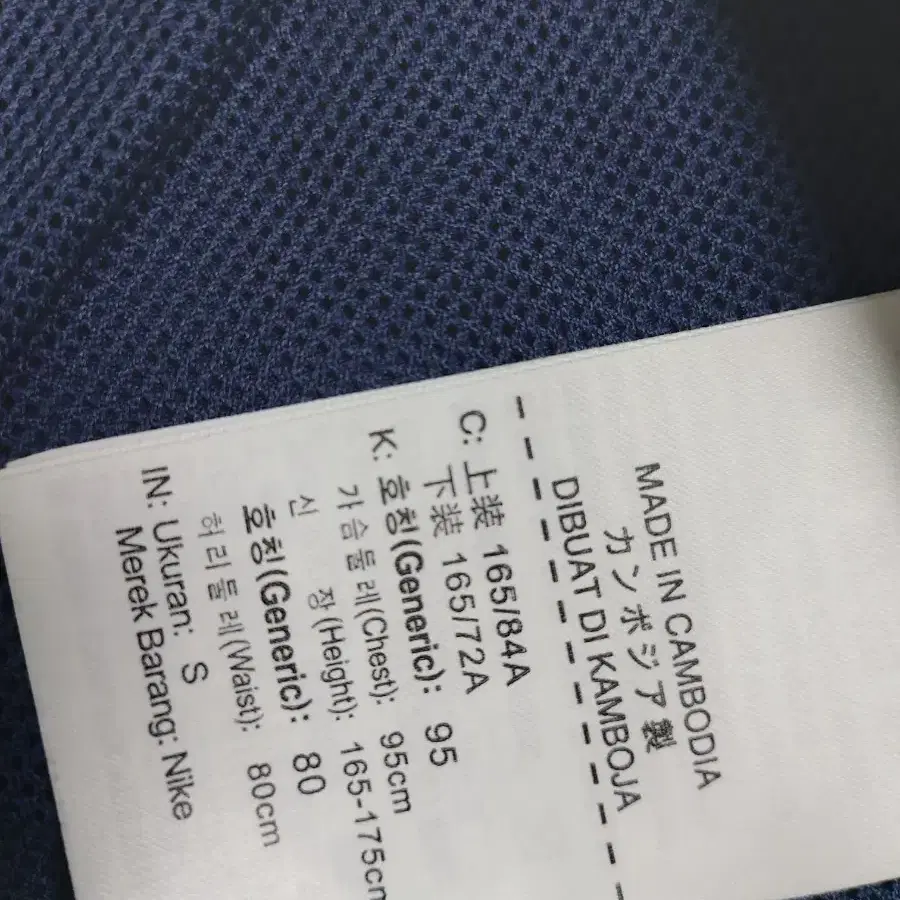 MADE IN CAMBODIA
カンボジア製
DIBUAT DI KAMBOJA
C: 上装 165/84A
下装 165/72A
K: 호칭(Generic): 95
가슴둘레(Chest): 95cm
신 장(Height): 165-175cm
호칭(Generic): 80
허리둘레(Waist): 80cm
IN: Ukuran: S
Merek Barang: Nike